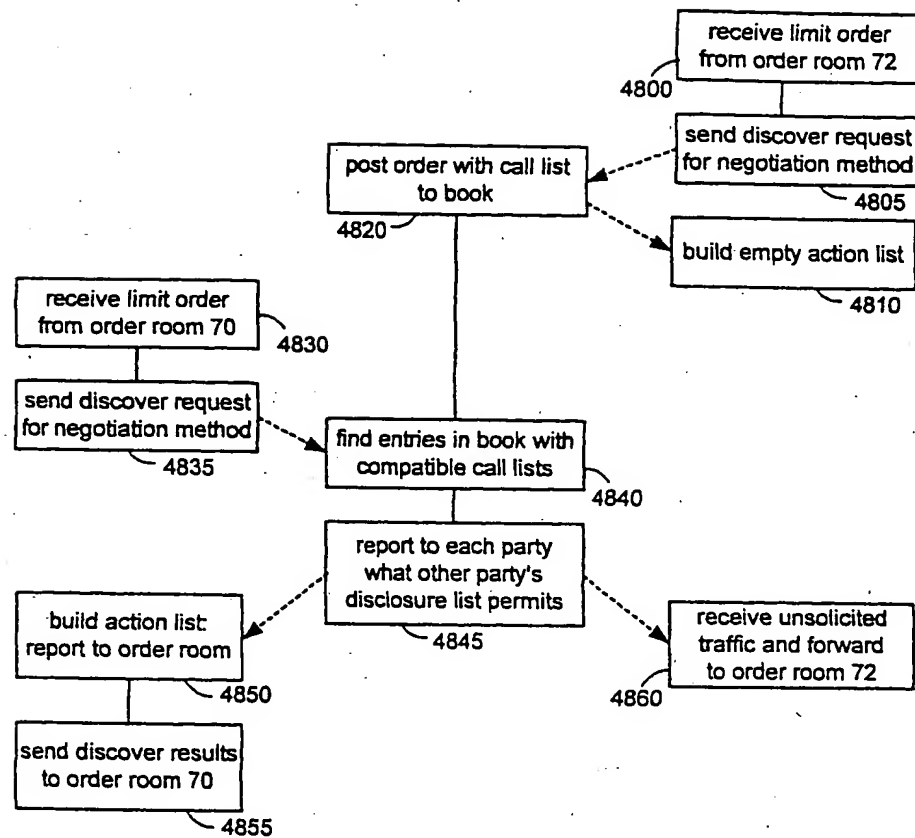 receive limit order
from order room 72
4800
send discover request
for negotiation method
4805
post order with call list
to book
4820
build empty action list
4810
receive limit order
from order room 70
4830
send discover request
for negotiation method
4835
find entries in book with
compatible call lists
4840
report to each party
what other party's
disclosure list permits
4845
build action list:
report to order room
4850
receive unsolicited
traffic and forward
to order room 72
4860
send discover results
to order room 70
4855